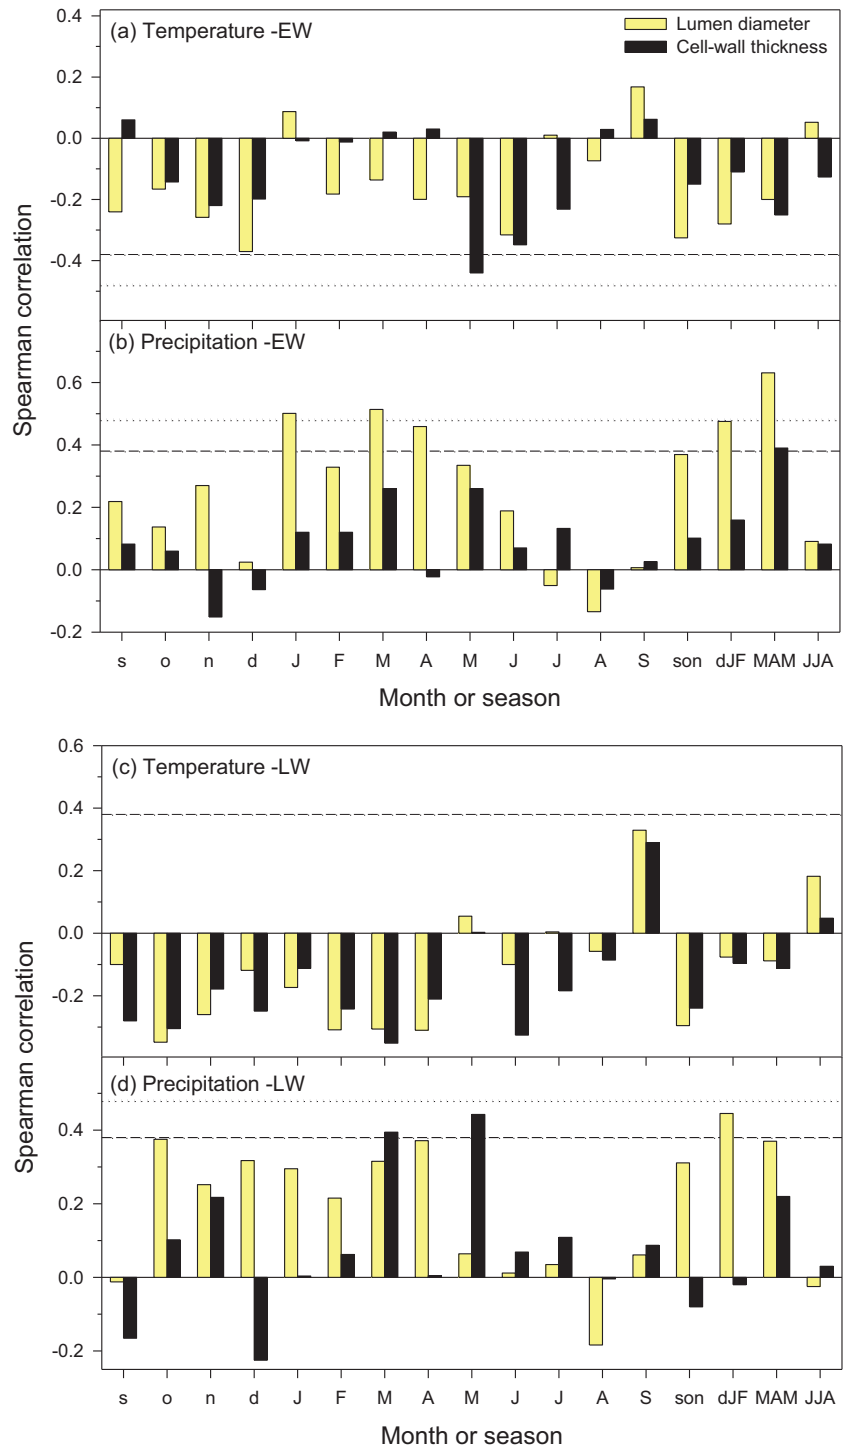 (a) Temperature -EW
Lumen diameter
Cell-wall thickness
0.4
0.2
0.0
-0.2
-0.4
Spearman correlation
(b) Precipitation -EW
0.6
0.4
0.2
0.0
-0.2
s o n d J F M A M J J A S son dJF MAM JJA
Month or season
0.6
(c) Temperature -LW
0.4
0.2
0.0
-0.2
Spearman correlation
(d) Precipitation -LW
0.4
0.2
0.0
-0.2
s o n d J F M A M J J A S son dJF MAM JJA
Month or season